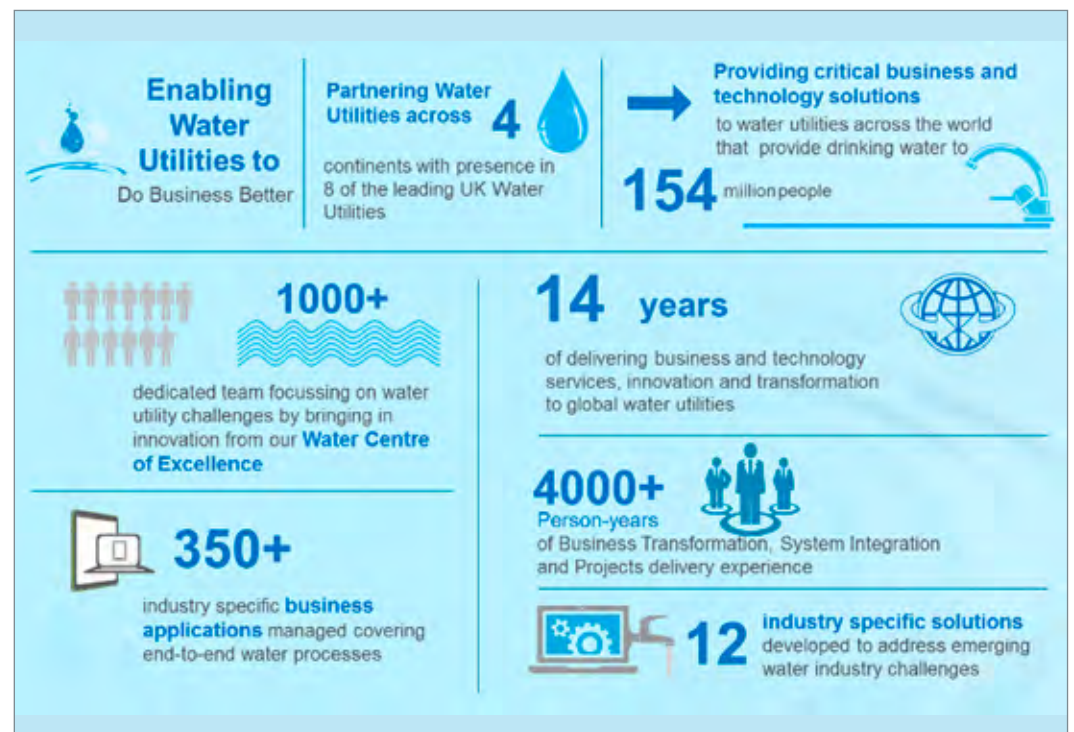 Enabling
Water
Utilities to
Do Business Better
Partnering Water
Utilities across 4
continents with presence in
8 of the leading UK Water
Utilities
Providing critical business and
technology solutions
to water utilities across the world
that provide drinking water to
154 million people
1000+
dedicated team focussing on water
utility challenges by bringing in
innovation from our Water Centre
of Excellence
350+
industry specific business
applications managed covering
end-to-end water processes
14 years
of delivering business and technology
services, innovation and transformation
to global water utilities
4000+
Person-years
of Business Transformation, System Integration
and Projects delivery experience
12
industry specific solutions
developed to address emerging
water industry challenges